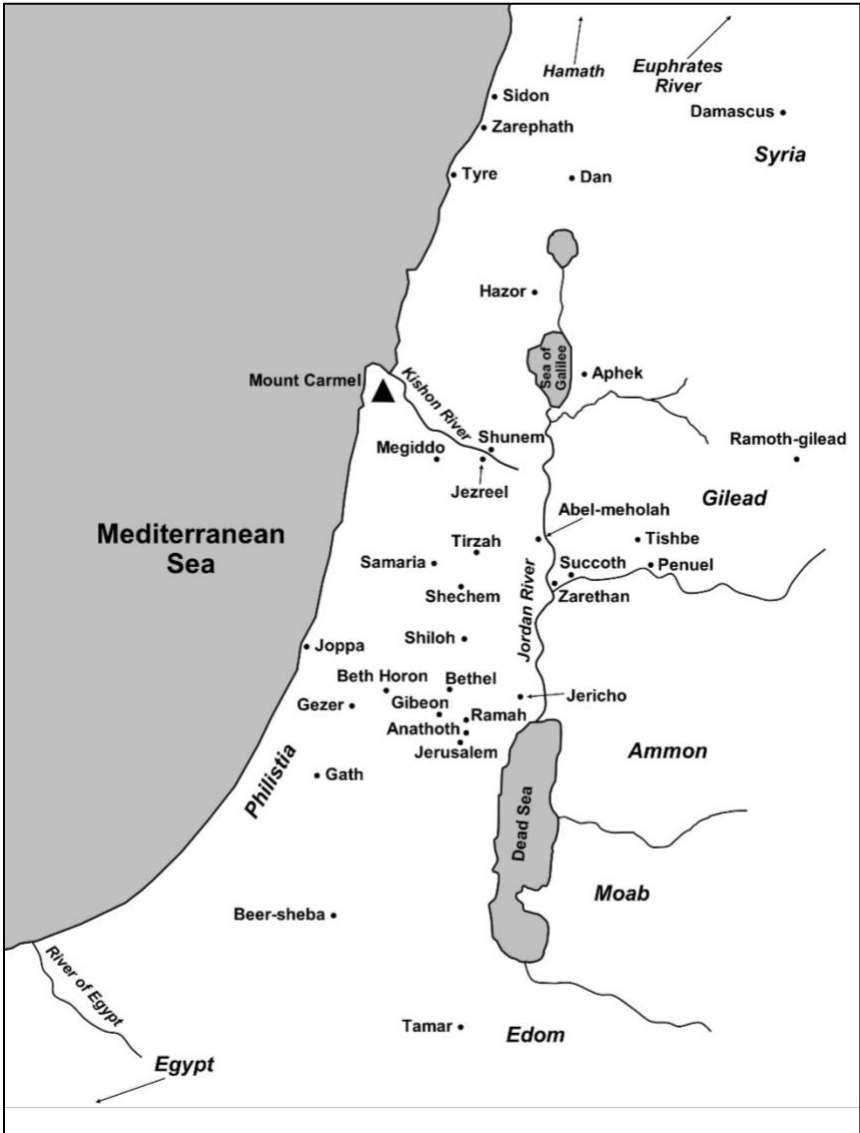 Hamath
Euphrates
River
Sidon
Damascus
Zarephath
Syria
Tyre
Dan
Hazor
Sea of
Galilee
Mount Carmel
Aphek
Kishon River
Shunem
Megiddo
Ramoth-gilead
Jezreel
Gilead
Abel-meholah
Mediterranean
Sea
Tirzah
Tishbe
Samaria
Succoth
Penuel
Shechem
Zarethan
Jordan River
Shiloh
Joppa
Beth Horon
Bethel
Jericho
Gezer
Gibeon
Ramah
Anathoth
Jerusalem
Ammon
Philistia
Gath
Dead Sea
Moab
Beer-sheba
River of Egypt
Tamar
Edom
Egypt